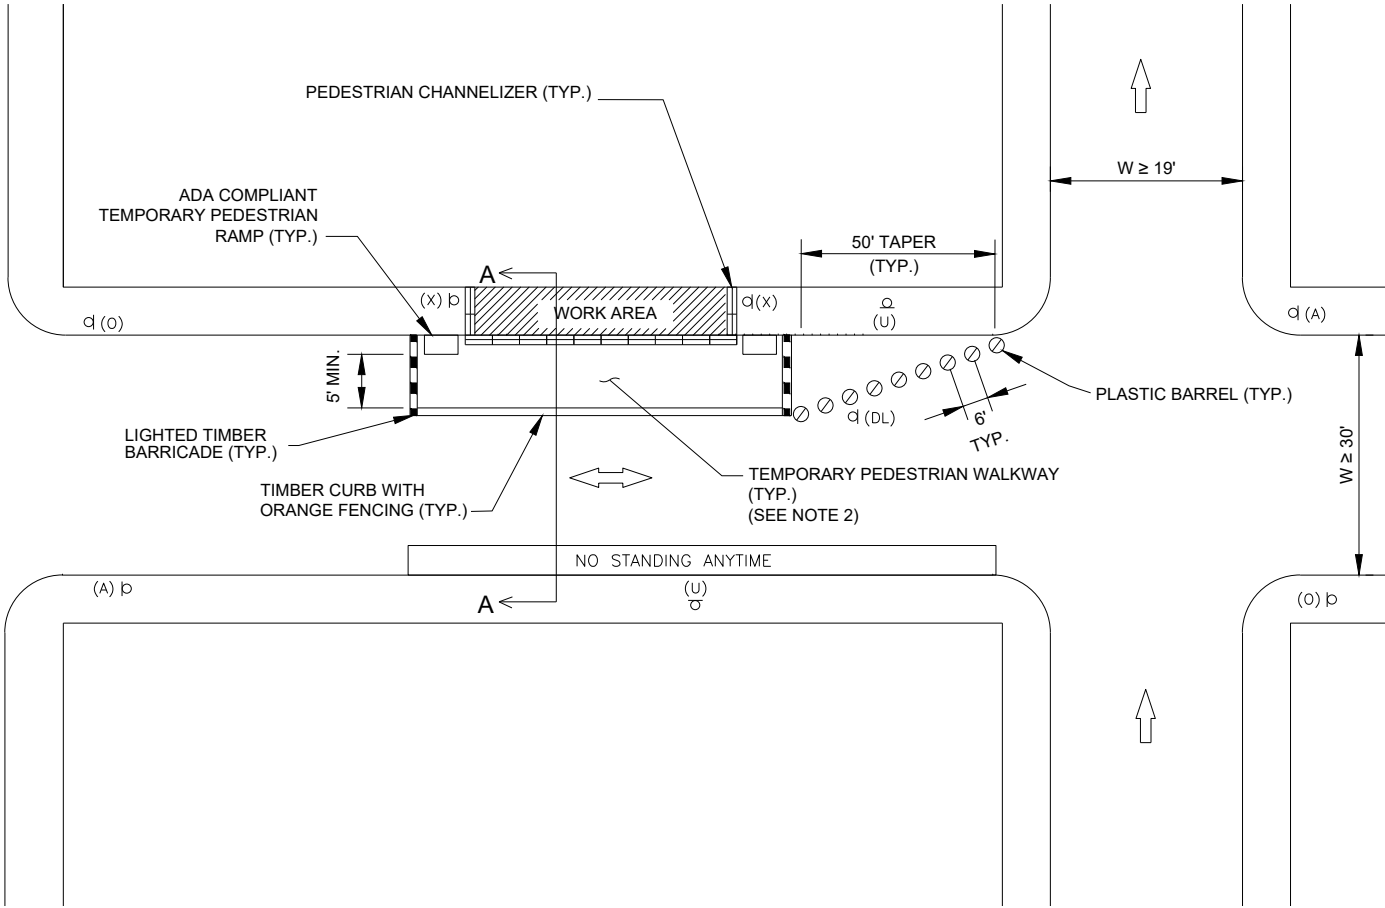 PEDESTRIAN CHANNELIZER (TYP.)
W ≥ 19'
ADA COMPLIANT
TEMPORARY PEDESTRIAN
RAMP (TYP.)
50' TAPER
(TYP.)
A
(X)
WORK AREA
(X)
(U)
(O)
(A)
5' MIN.
PLASTIC BARREL (TYP.)
(DL)
6'
TYP.
LIGHTED TIMBER
BARRICADE (TYP.)
W ≥ 30'
TIMBER CURB WITH
ORANGE FENCING (TYP.)
TEMPORARY PEDESTRIAN WALKWAY
(TYP.)
(SEE NOTE 2)
NO STANDING ANYTIME
(A)
A
(U)
(O)